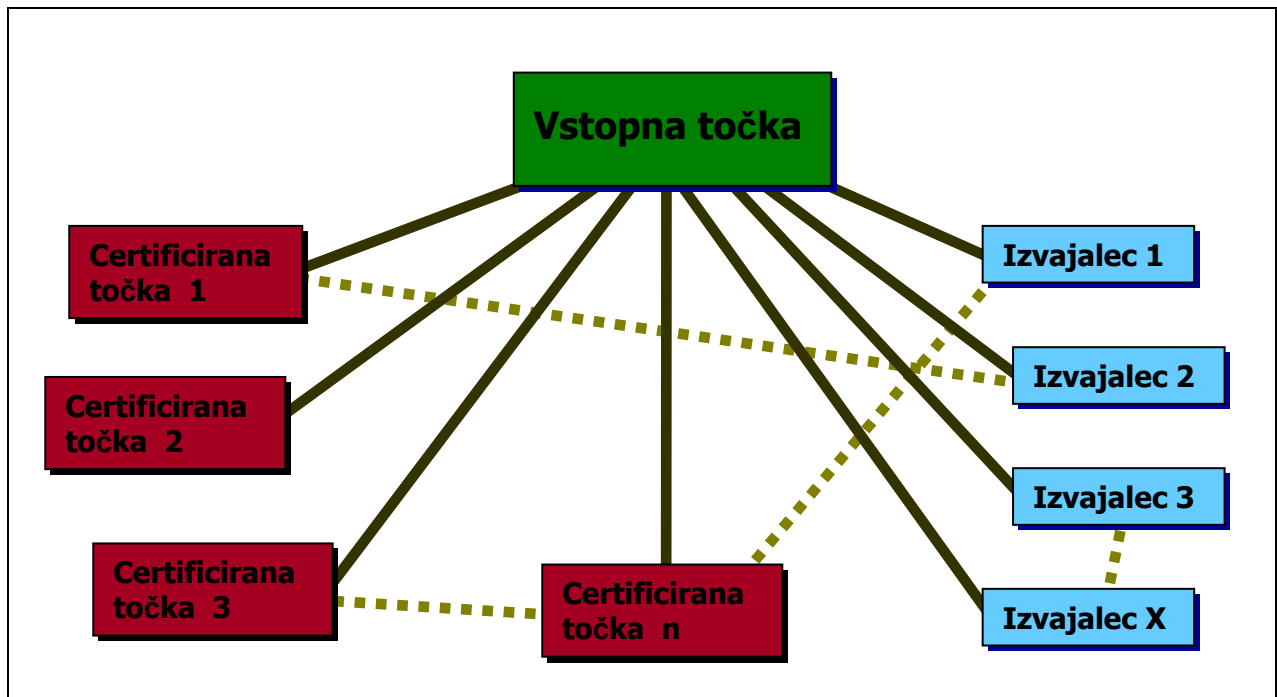 Vstopna točka
Certificirana
točka 1
Izvajalec 1
Izvajalec 2
Certificirana
točka 2
Izvajalec 3
Certificirana
točka 3
Certificirana
točka n
Izvajalec X